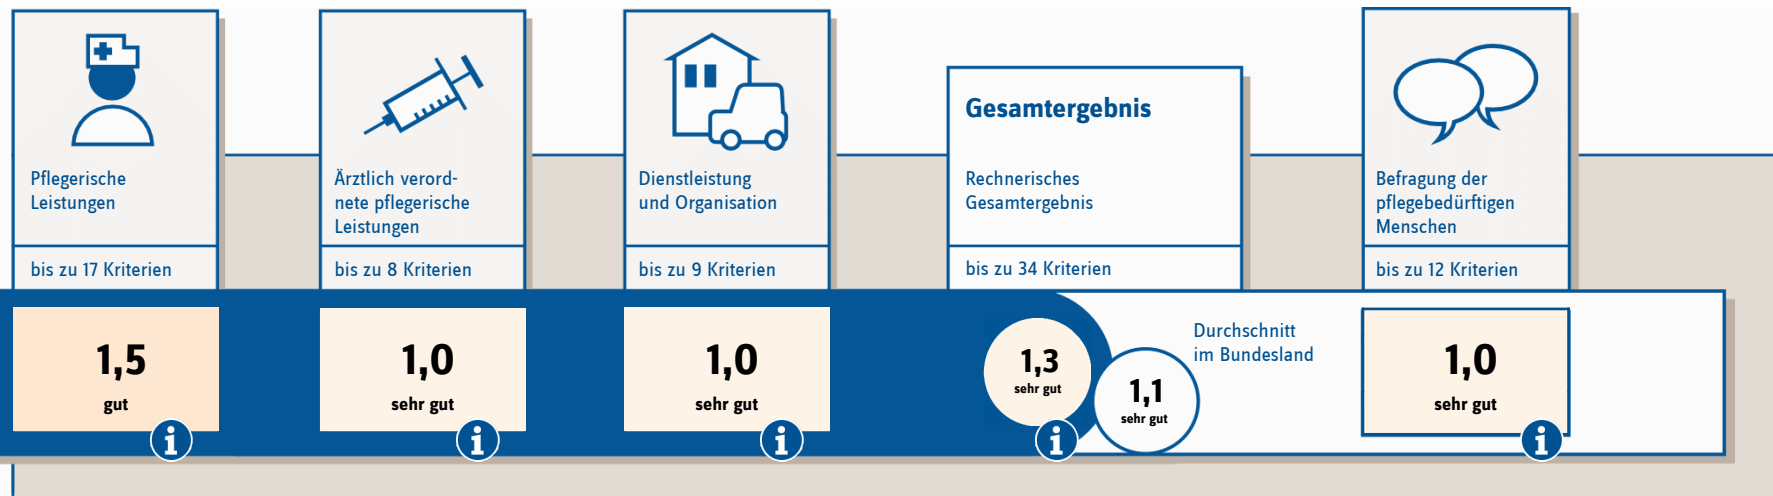 Pflegerische
Leistungen
bis zu 17 Kriterien
1,5
gut
i
Ärztlich verord-
nete pflegerische
Leistungen
bis zu 8 Kriterien
1,0
sehr gut
i
Dienstleistung
und Organisation
bis zu 9 Kriterien
1,0
sehr gut
i
Gesamtergebnis
Rechnerisches
Gesamtergebnis
bis zu 34 Kriterien
1,3
sehr gut
i
1,1
sehr gut
Durchschnitt
im Bundesland
Befragung der
pflegebedürftigen
Menschen
bis zu 12 Kriterien
1,0
sehr gut
i